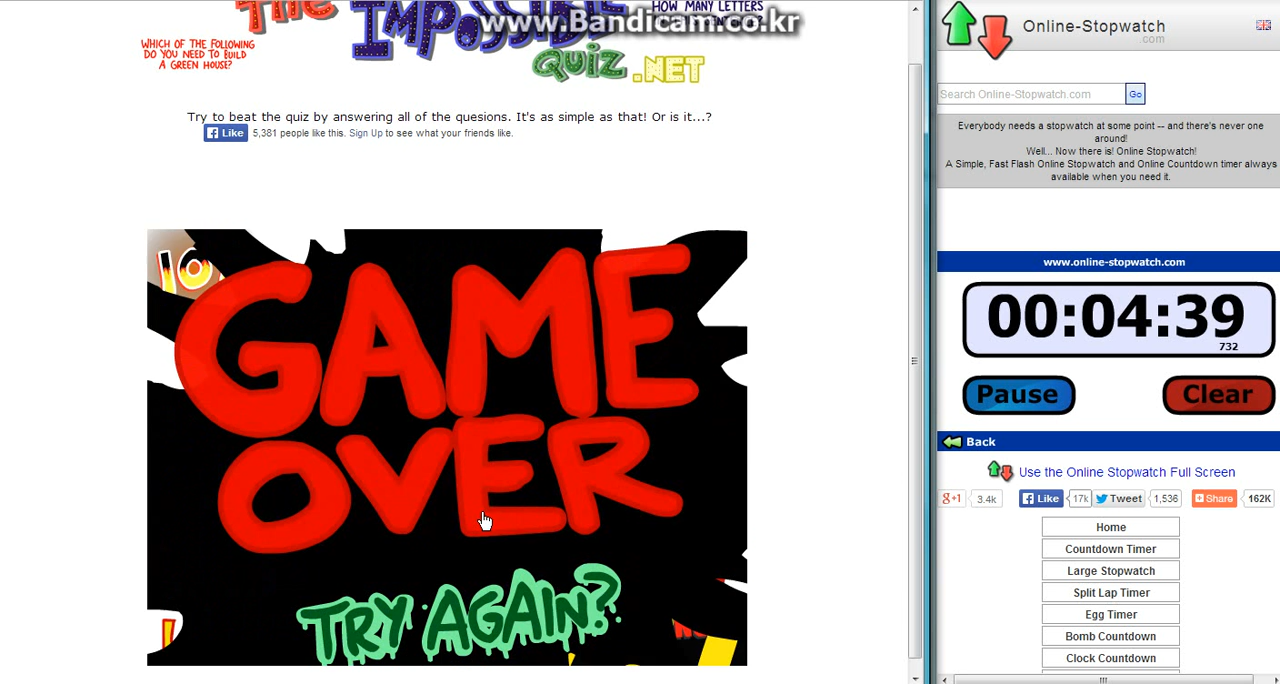 The
IMPOSSIBLE
HOW MANY LETTERS
www.Bandicam.co.kr
WHICH OF THE FOLLOWING
DO YOU NEED TO BUILD
A GREEN HOUSE?
QUIZ .NET
Try to beat the quiz by answering all of the quesions. It's as simple as that! Or is it...?
Like 5,381 people like this. Sign Up to see what your friends like.
GAME
OVER
TRY AGAIN?
Online-Stopwatch
.com
Search Online-Stopwatch.com Go
Everybody needs a stopwatch at some point -- and there's never one
around!
Well... Now there is! Online Stopwatch!
A Simple, Fast Flash Online Stopwatch and Online Countdown timer always
available when you need it.
www.online-stopwatch.com
00:04:39
732
Pause Clear
Back
Use the Online Stopwatch Full Screen
g+1 3.4k Like 17k Tweet 1,536 Share 162K
Home
Countdown Timer
Large Stopwatch
Split Lap Timer
Egg Timer
Bomb Countdown
Clock Countdown